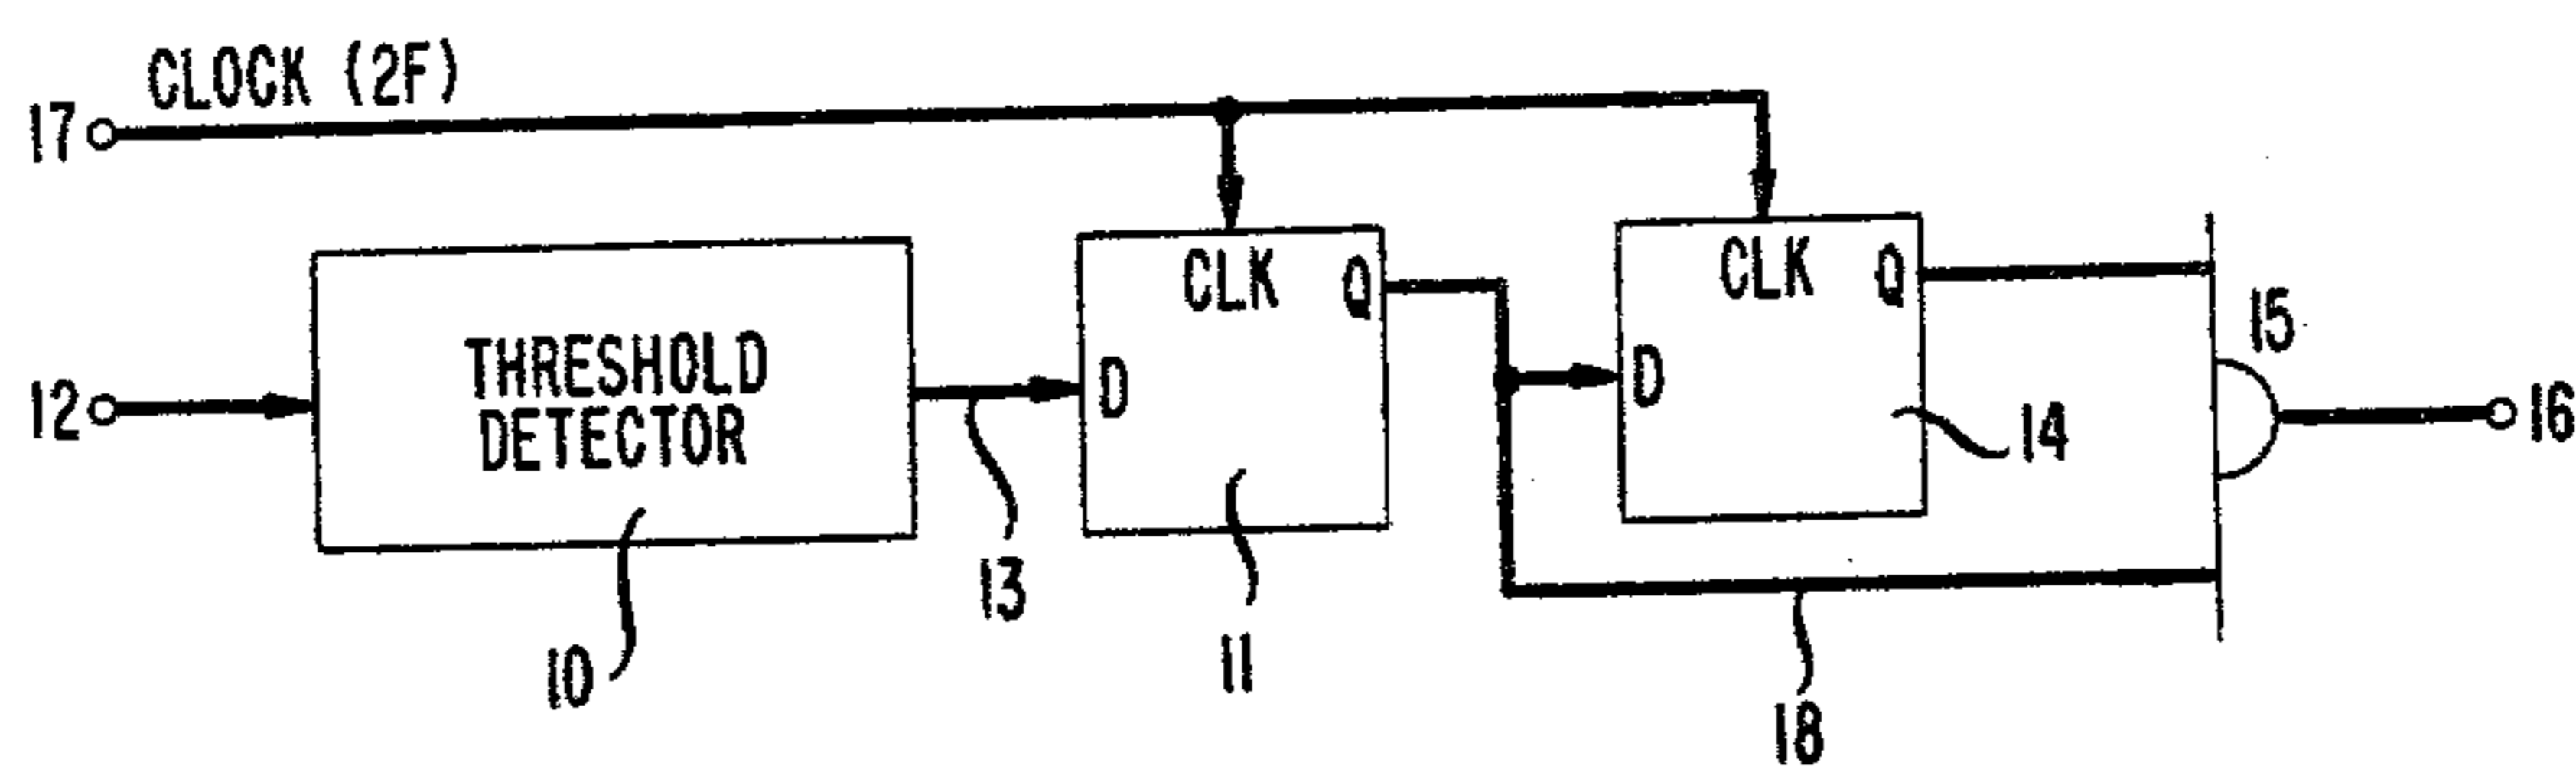 CLOCK (2F)
17
CLK Q
CLK Q
15
12
THRESHOLD
DETECTOR
D
D
14
16
13
10
11
18